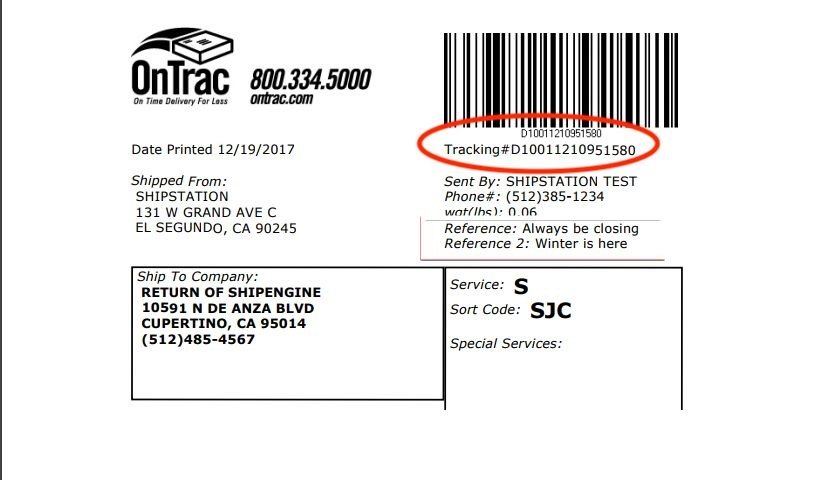 OnTrac
On Time Delivery For Less
800.334.5000
ontrac.com
D10011210951580
Date Printed 12/19/2017
Tracking#D10011210951580
Shipped From:
SHIPSTATION
131 W GRAND AVE C
EL SEGUNDO, CA 90245
Sent By: SHIPSTATION TEST
Phone#: (512)385-1234
wgt(lbs): 0.06
Reference: Always be closing
Reference 2: Winter is here
Ship To Company:
RETURN OF SHIPENGINE
10591 N DE ANZA BLVD
CUPERTINO, CA 95014
(512)485-4567
Service: S
Sort Code: SJC
Special Services: